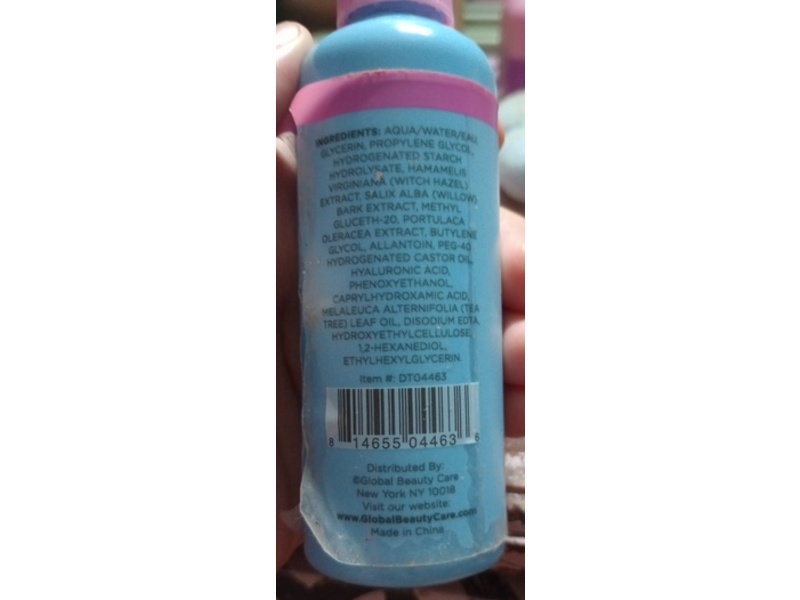 INGREDIENTS: AQUA/WATER/EAU,
GLYCERIN, PROPYLENE GLYCOL,
HYDROGENATED STARCH
HYDROLYSATE, HAMAMELIS
VIRGINIANA (WITCH HAZEL)
EXTRACT, SALIX ALBA (WILLOW)
BARK EXTRACT, METHYL
GLUCETH-20, PORTULACA
OLERACEA EXTRACT, BUTYLENE
GLYCOL, ALLANTOIN, PEG-40
HYDROGENATED CASTOR OIL,
HYALURONIC ACID,
PHENOXYETHANOL,
CAPRYLHYDROXAMIC ACID,
MELALEUCA ALTERNIFOLIA (TEA
TREE) LEAF OIL, DISODIUM EDTA,
HYDROXYETHYLCELLULOSE,
1,2-HEXANEDIOL,
ETHYLHEXYLGLYCERIN.
Item #: DT04463
8 14655 04463 6
Distributed By:
©Global Beauty Care
New York NY 10018
Visit our website:
www.GlobalBeautyCare.com
Made in China